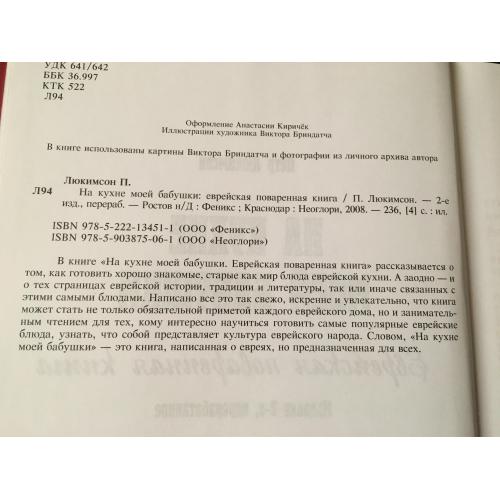 УДК 641/642
ББК 36.997
КТК 522
Л94
Оформление Анастасии Киричёк
Иллюстрации художника Виктора Бриндатча
В книге использованы картины Виктора Бриндатча и фотографии из личного архива автора
Люкимсон П.
Л94 На кухне моей бабушки: еврейская поваренная книга / П. Люкимсон. — 2-е
изд., перераб. — Ростов н/Д : Феникс ; Краснодар : Неоглори, 2008. — 236, [4] с. : ил.
ISBN 978-5-222-13451-1 (ООО «Феникс»)
ISBN 978-5-903875-06-1 (ООО «Неоглори»)
В книге «На кухне моей бабушки. Еврейская поваренная книга» рассказывается о
том, как готовить хорошо знакомые, старые как мир блюда еврейской кухни. А заодно — и
о тех страницах еврейской истории, традиции и литературы, так или иначе связанных с
этими самыми блюдами. Написано все это так свежо, искренне и увлекательно, что книга
может стать не только обязательной приметой каждого еврейского дома, но и заниматель-
ным чтением для тех, кому интересно научиться готовить самые популярные еврейские
блюда, узнать, что собой представляет культура еврейского народа. Словом, «На кухне
моей бабушки» — это книга, написанная о евреях, но предназначенная для всех.